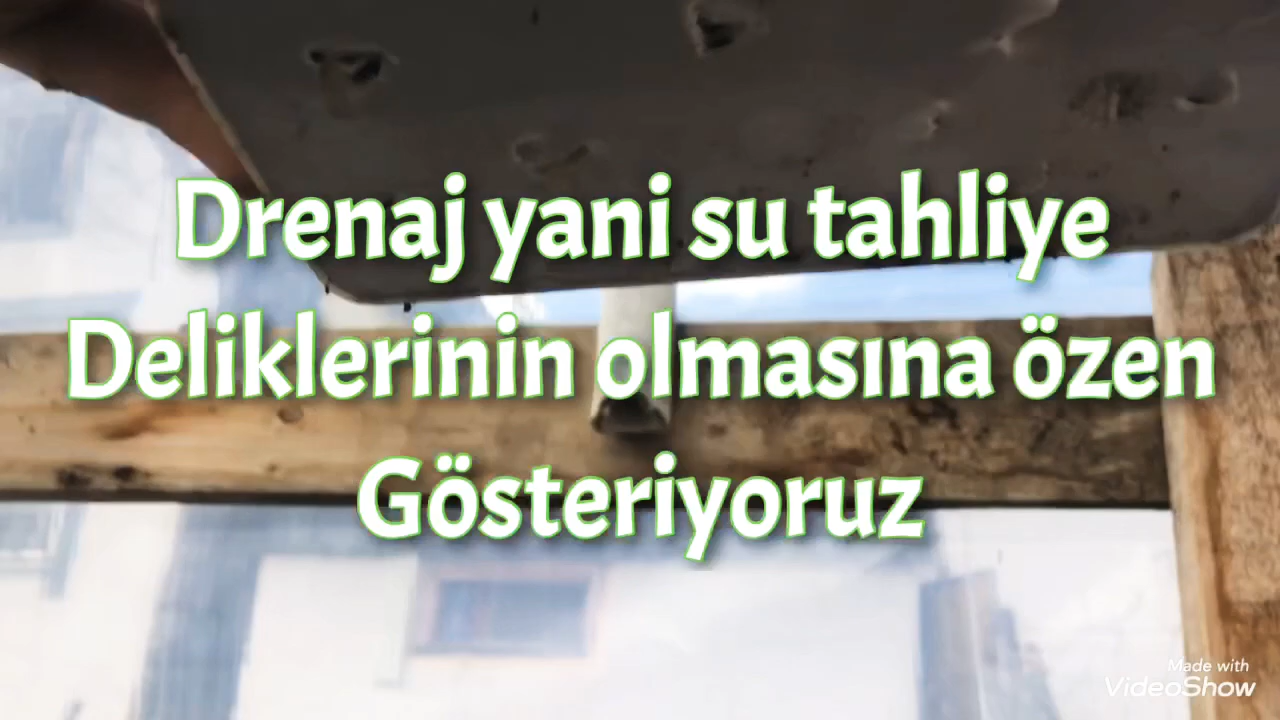 Drenaj yani su tahliye
Deliklerinin olmasına özen
Gösteriyoruz
Made with
VideoShow